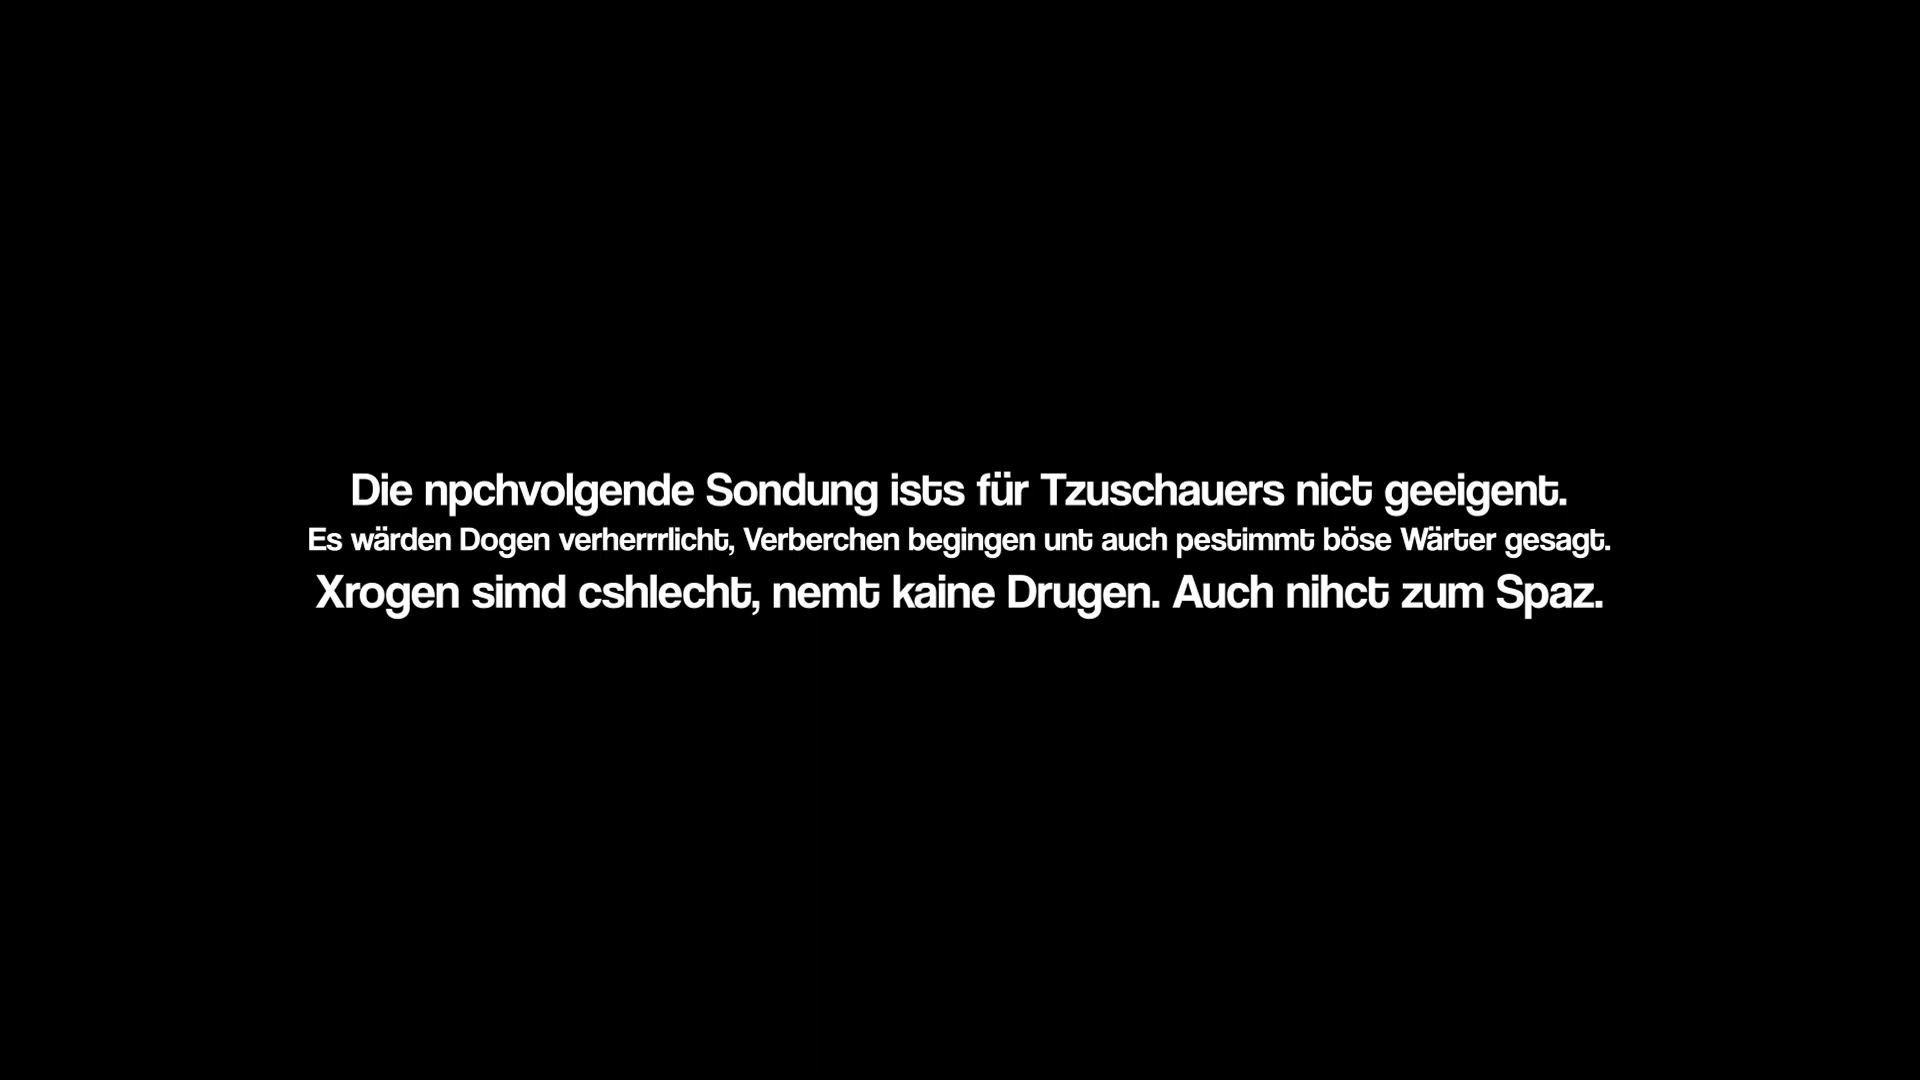 Die npchvolgende Sondung ists für Tzuschauers nict geeigent.
Es wärden Dogen verherrrlicht, Verberchen begingen unt auch pestimmt böse Wärter gesagt.
Xrogen simd cshlecht, nemt kaine Drugen. Auch nihct zum Spaz.